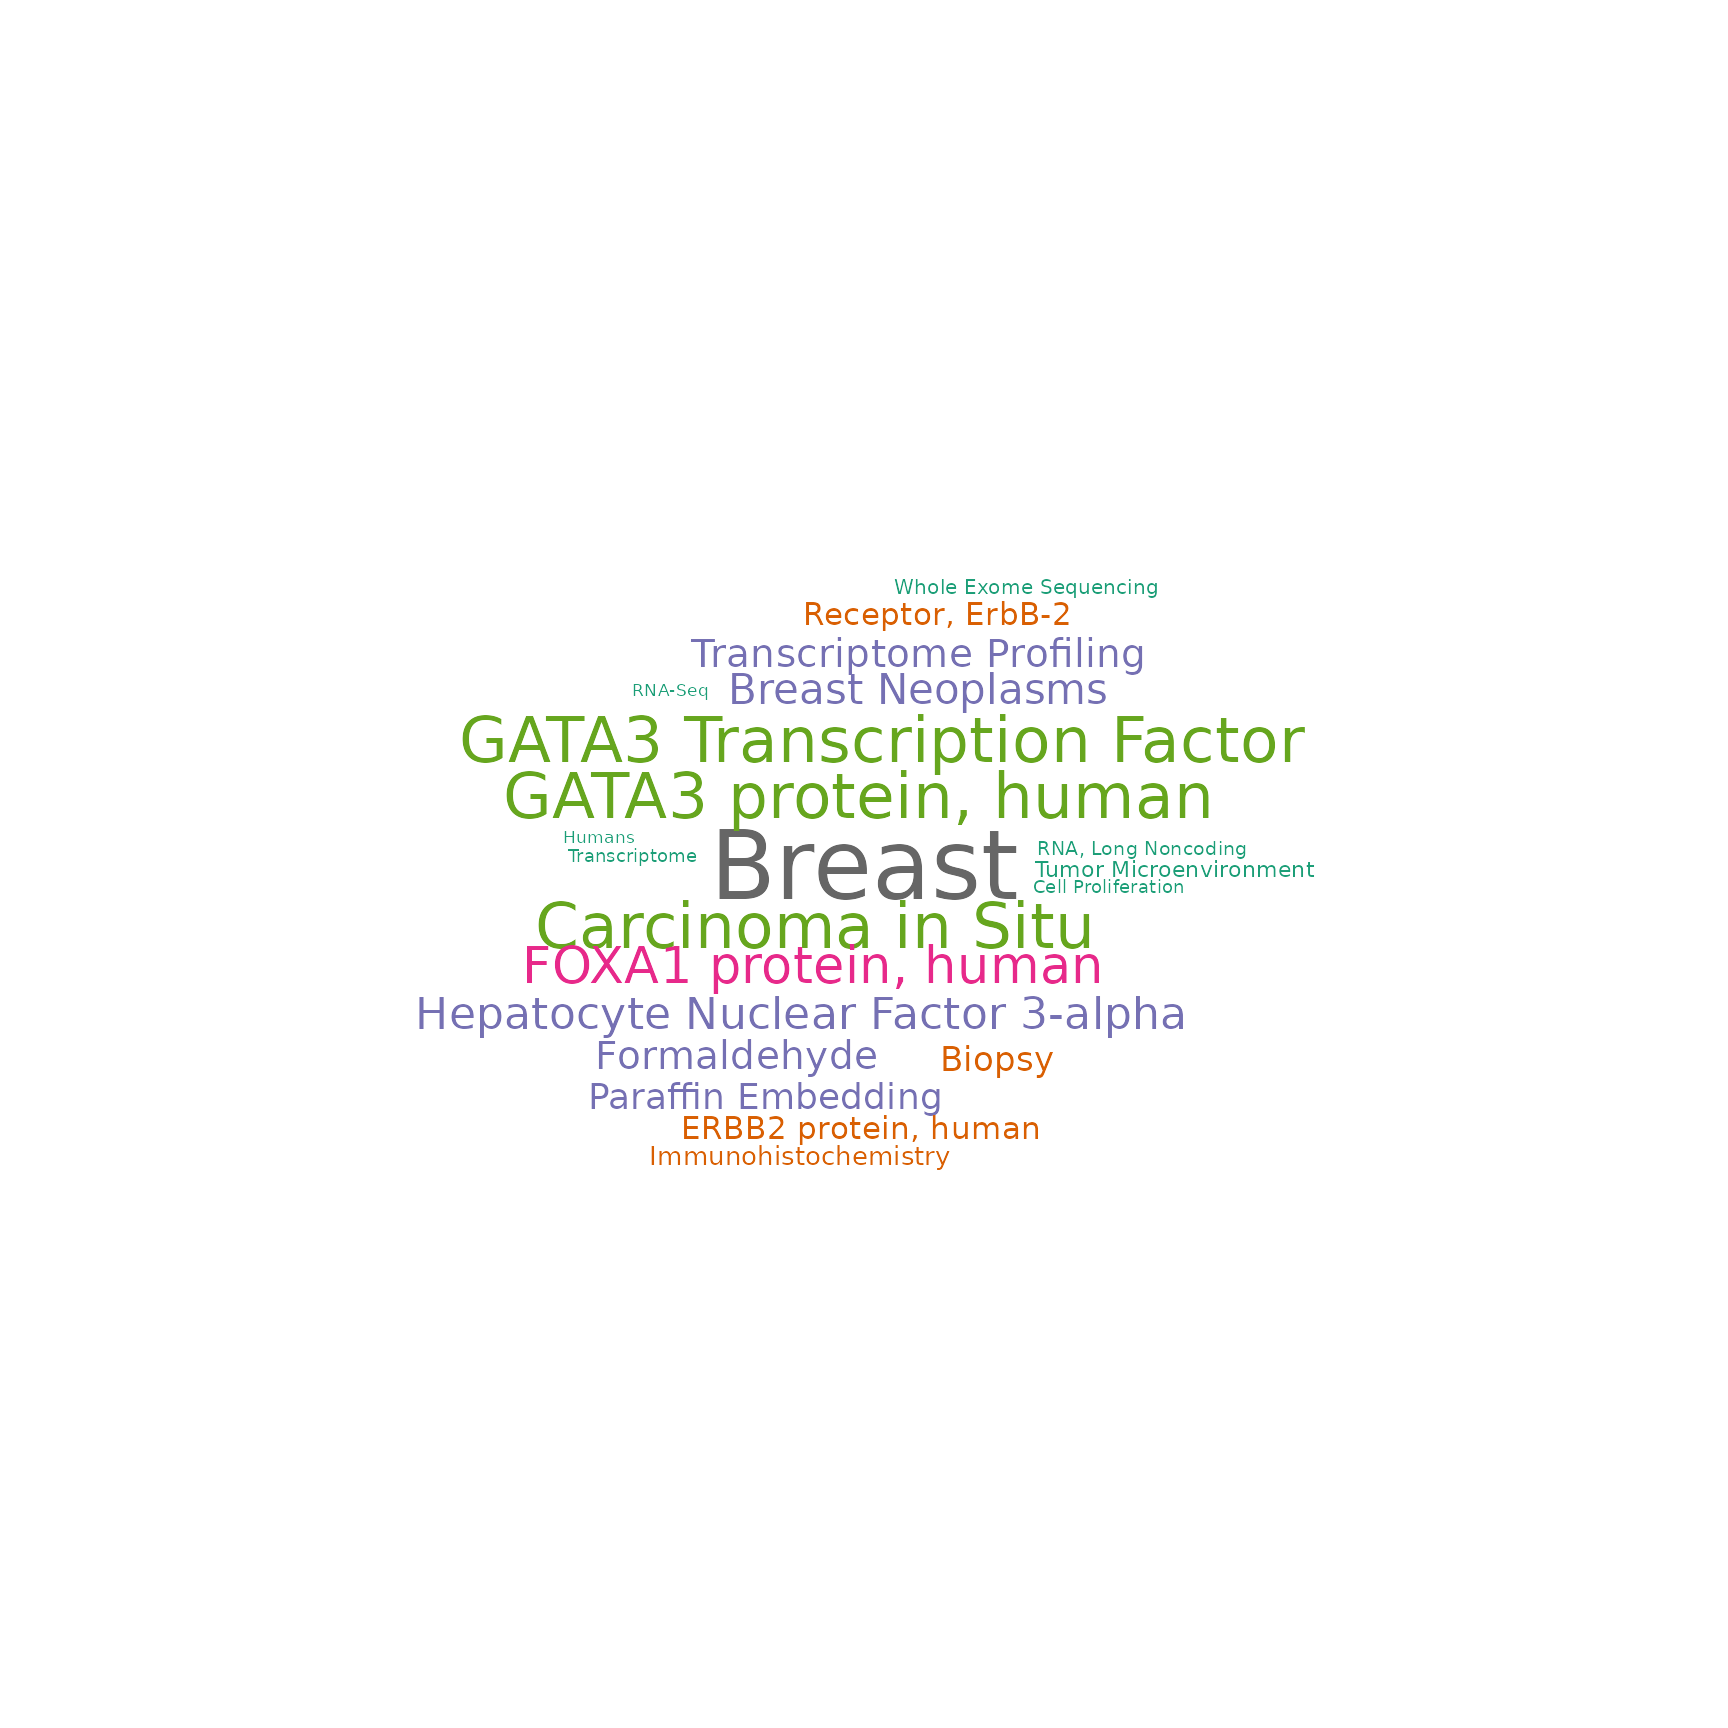 Whole Exome Sequencing
Receptor, ErbB-2
Transcriptome Profiling
RNA-Seq
Breast Neoplasms
GATA3 Transcription Factor
GATA3 protein, human
Humans
Transcriptome
Breast
RNA, Long Noncoding
Tumor Microenvironment
Cell Proliferation
Carcinoma in Situ
FOXA1 protein, human
Hepatocyte Nuclear Factor 3-alpha
Formaldehyde
Biopsy
Paraffin Embedding
ERBB2 protein, human
Immunohistochemistry